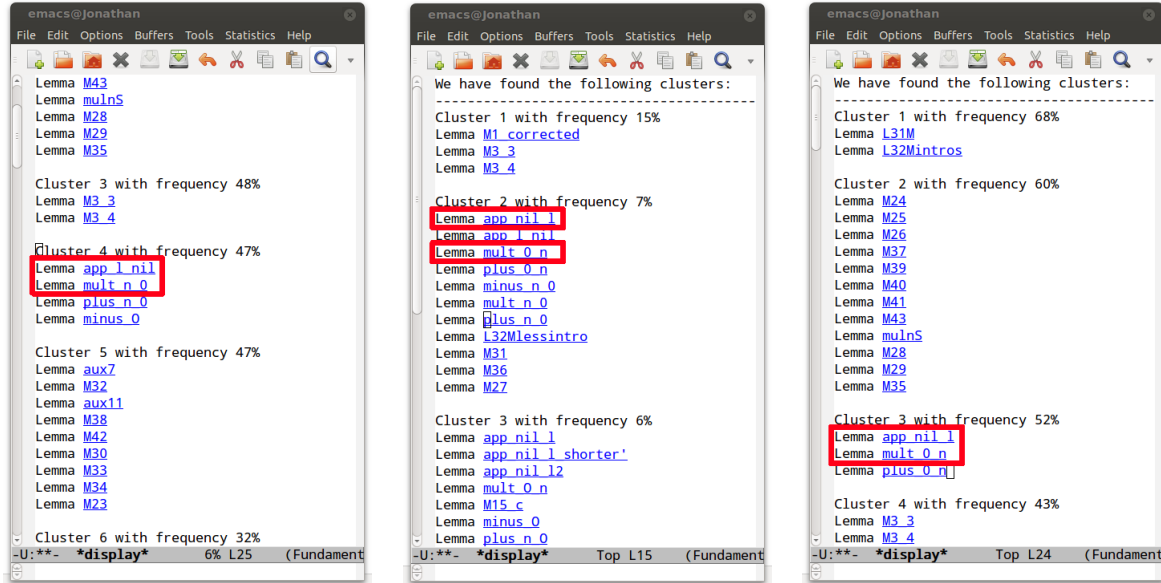 emacs@Jonathan
File Edit Options Buffers Tools Statistics Help
Lemma M43
Lemma mulnS
Lemma M28
Lemma M29
Lemma M35
Cluster 3 with frequency 48%
Lemma M3_3
Lemma M3_4
Cluster 4 with frequency 47%
Lemma app_l_nil
Lemma mult_n_0
Lemma plus_n_0
Lemma minus_0
Cluster 5 with frequency 47%
Lemma aux7
Lemma M32
Lemma aux11
Lemma M38
Lemma M42
Lemma M30
Lemma M33
Lemma M34
Lemma M23
Cluster 6 with frequency 32%
-U:**- *display* 6% L25 (Fundament
emacs@Jonathan
File Edit Options Buffers Tools Statistics Help
We have found the following clusters:
----------------------------------------
Cluster 1 with frequency 15%
Lemma M1_corrected
Lemma M3_3
Lemma M3_4
Cluster 2 with frequency 7%
Lemma app_nil_l
Lemma app_l_nil
Lemma mult_0_n
Lemma plus_0_n
Lemma minus_n_0
Lemma mult_n_0
Lemma plus_n_0
Lemma L32Mlessintro
Lemma M31
Lemma M36
Lemma M27
Cluster 3 with frequency 6%
Lemma app_nil_l
Lemma app_nil_l_shorter'
Lemma app_nil_l2
Lemma mult_0_n
Lemma M15_c
Lemma minus_0
Lemma plus_n_0
-U:**- *display* Top L15 (Fundament
emacs@Jonathan
File Edit Options Buffers Tools Statistics Help
We have found the following clusters:
----------------------------------------
Cluster 1 with frequency 68%
Lemma L31M
Lemma L32Mintros
Cluster 2 with frequency 60%
Lemma M24
Lemma M25
Lemma M26
Lemma M37
Lemma M39
Lemma M40
Lemma M41
Lemma M43
Lemma mulnS
Lemma M28
Lemma M29
Lemma M35
Cluster 3 with frequency 52%
Lemma app_nil_l
Lemma mult_0_n
Lemma plus_0_n
Cluster 4 with frequency 43%
Lemma M3_3
Lemma M3_4
-U:**- *display* Top L24 (Fundament